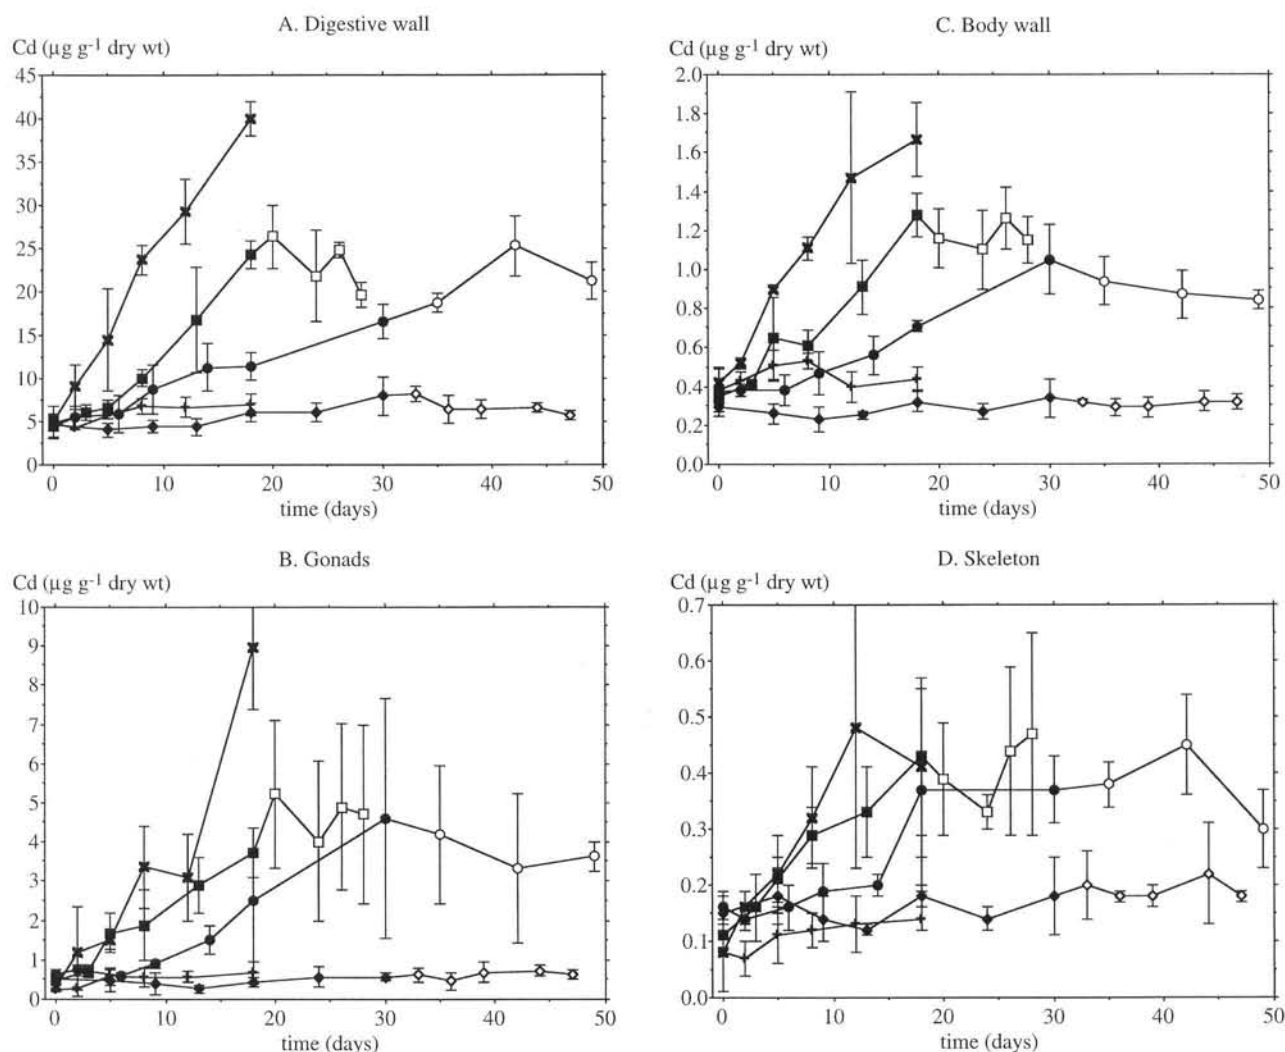 A. Digestive wall
Cd (µg g-1 dry wt)
45
40
35
30
25
20
15
10
5
0
0 10 20 30 40 50
time (days)
C. Body wall
Cd (µg g-1 dry wt)
2.0
1.8
1.6
1.4
1.2
1.0
0.8
0.6
0.4
0.2
0.0
0 10 20 30 40 50
time (days)
B. Gonads
Cd (µg g-1 dry wt)
10
9
8
7
6
5
4
3
2
1
0
0 10 20 30 40 50
time (days)
D. Skeleton
Cd (µg g-1 dry wt)
0.7
0.6
0.5
0.4
0.3
0.2
0.1
0.0
0 10 20 30 40 50
time (days)